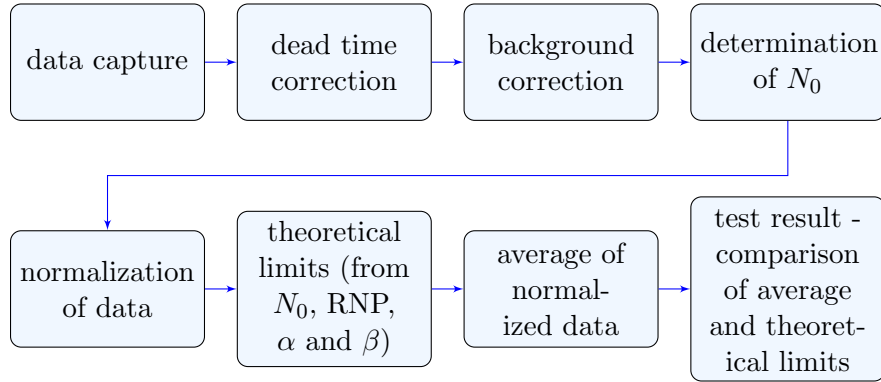 data capture
dead time
correction
background
correction
determination
of N₀
normalization
of data
theoretical
limits (from
N₀, RNP,
α and β)
average of
normal-
ized data
test result -
comparison
of average
and theoret-
ical limits